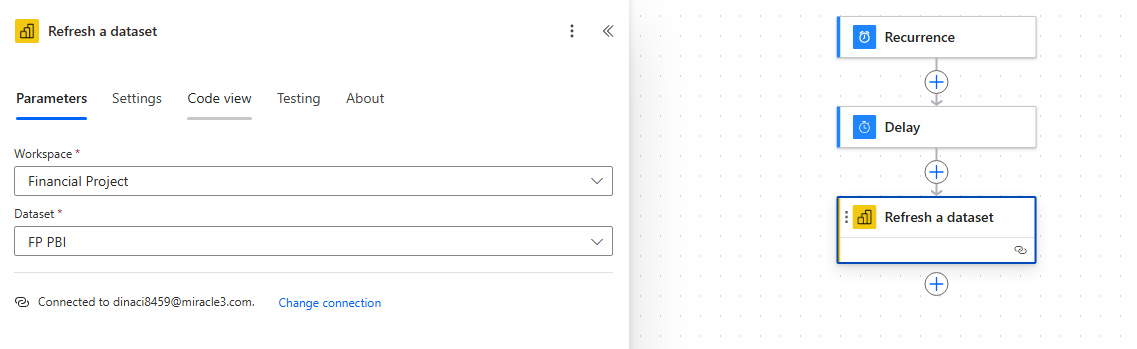 Refresh a dataset
Parameters Settings Code view Testing About
Workspace *
Financial Project
Dataset *
FP PBI
Connected to dinaci8459@miracle3.com. Change connection
Recurrence
Delay
Refresh a dataset